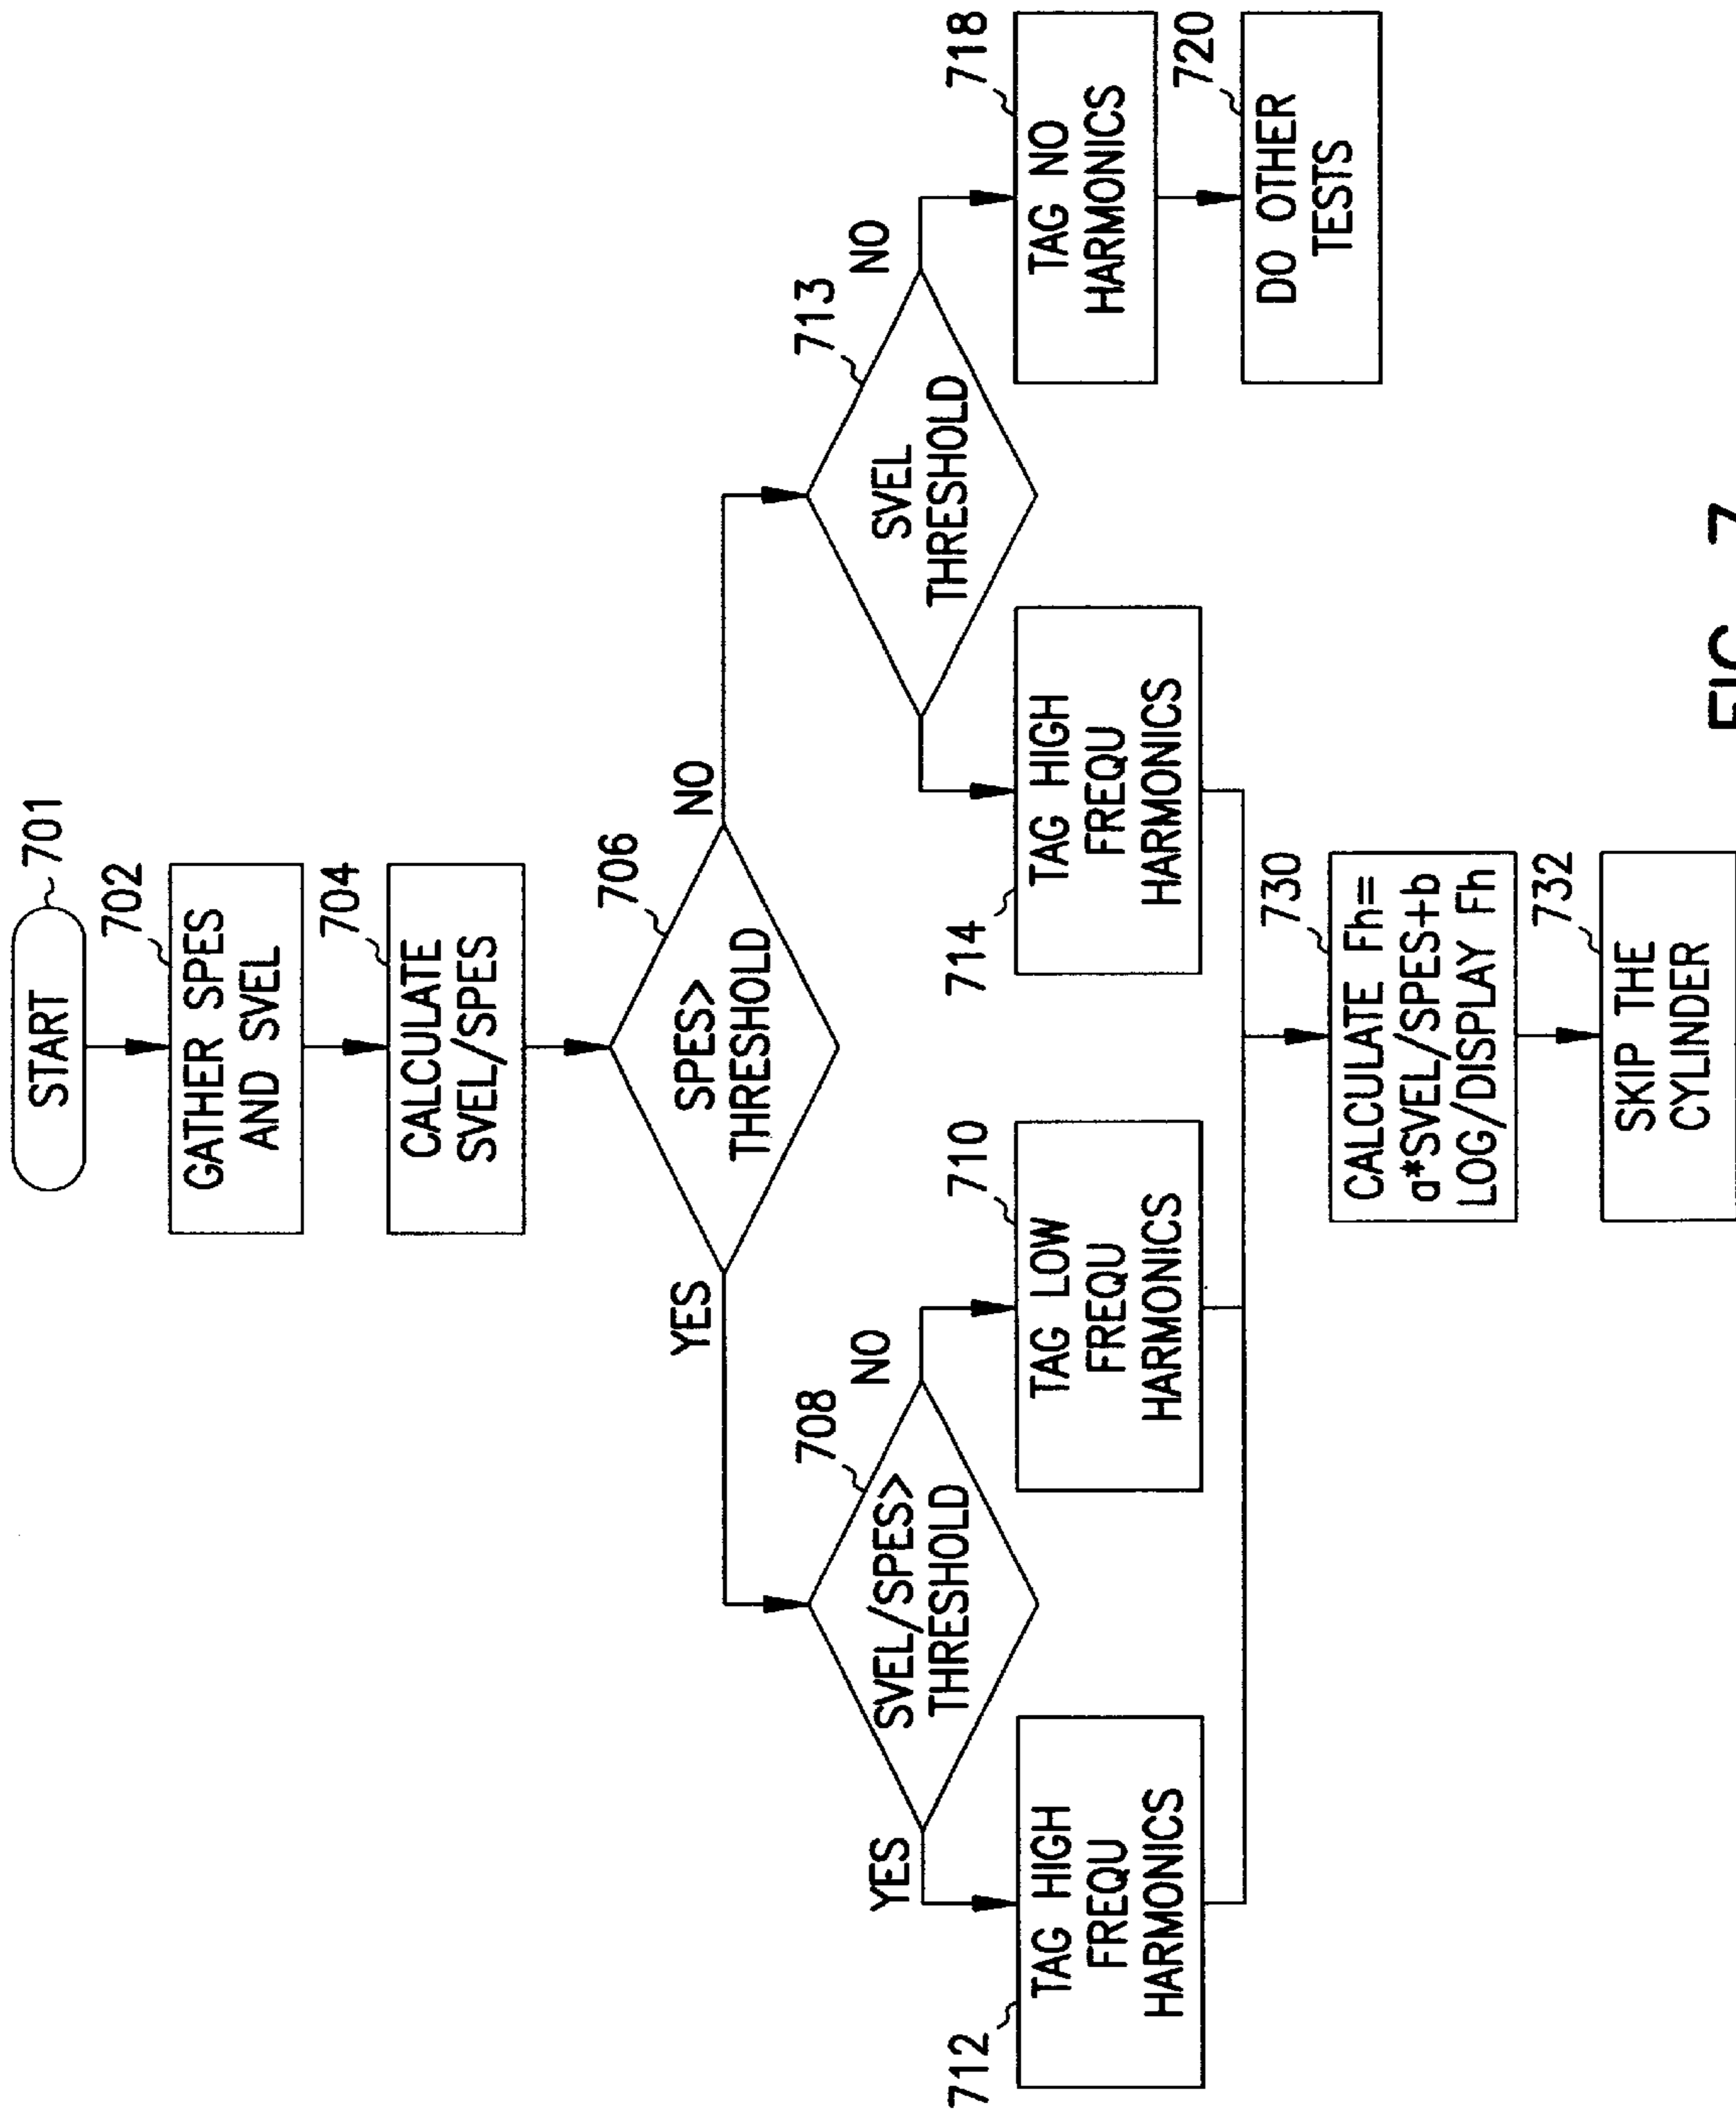 START
701
702
GATHER SPES
AND SVEL
704
CALCULATE
SVEL/SPES
706
SPES>
THRESHOLD
YES
NO
708
SVEL/SPES>
THRESHOLD
YES
NO
713
SVEL
THRESHOLD
NO
712
TAG HIGH
FREQU
HARMONICS
710
TAG LOW
FREQU
HARMONICS
714
TAG HIGH
FREQU
HARMONICS
718
TAG NO
HARMONICS
720
DO OTHER
TESTS
730
CALCULATE Fh=
a*SVEL/SPES+b
LOG/DISPLAY Fh
732
SKIP THE
CYLINDER
FIG. 7